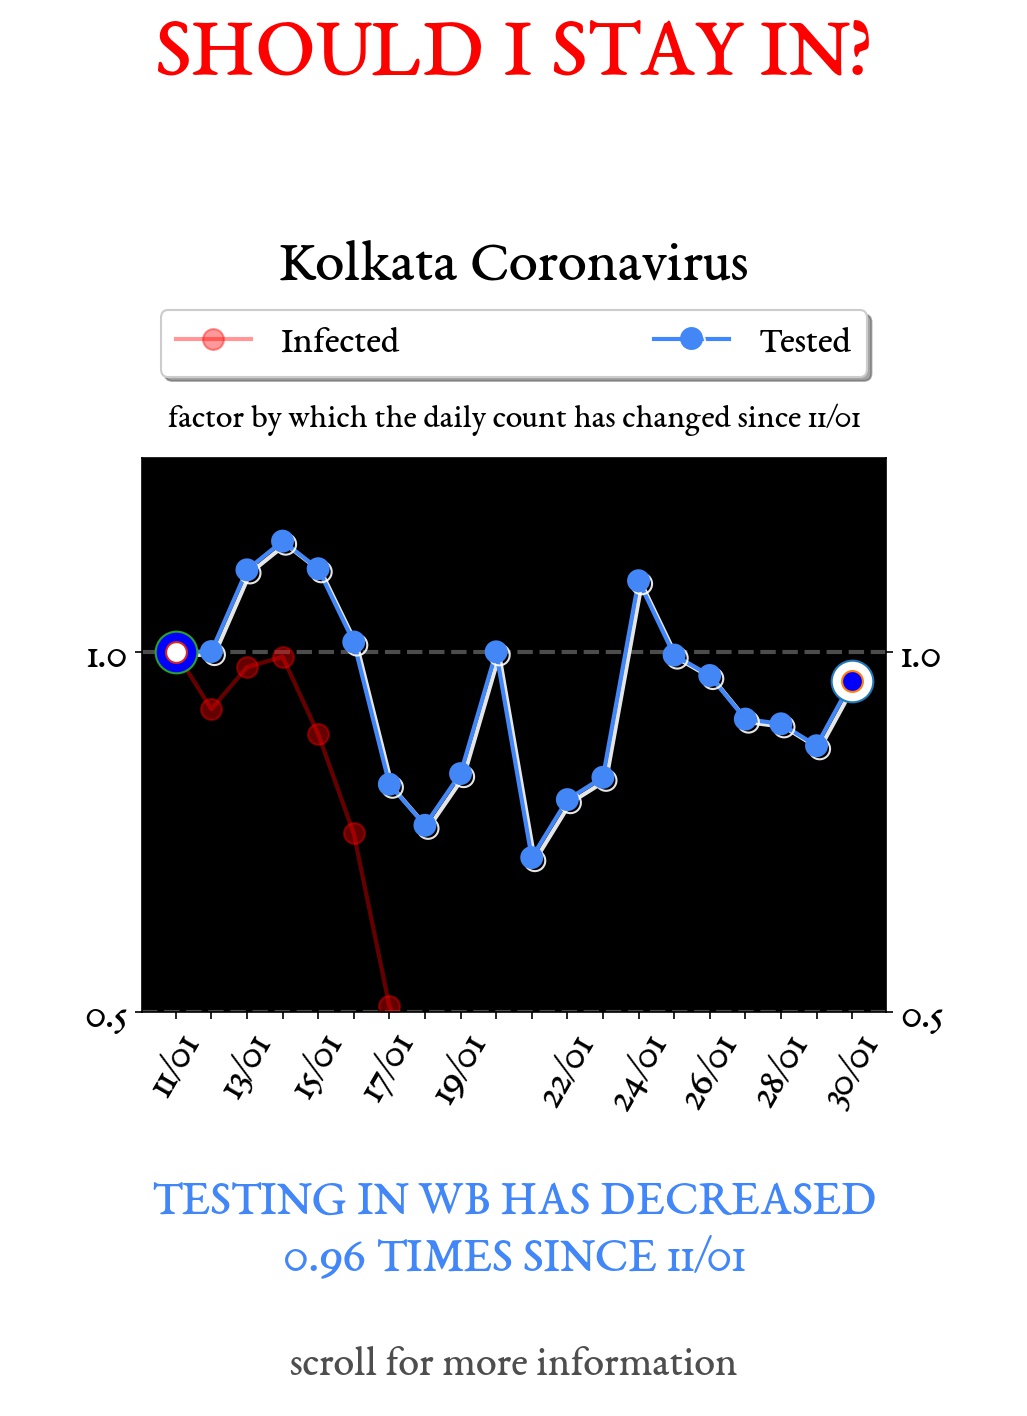 SHOULD I STAY IN?
Kolkata Coronavirus
Infected Tested
factor by which the daily count has changed since 11/01
1.0 1.0
0.5 0.5
11/01 13/01 15/01 17/01 19/01 22/01 24/01 26/01 28/01 30/01
TESTING IN WB HAS DECREASED
0.96 TIMES SINCE 11/01
scroll for more information